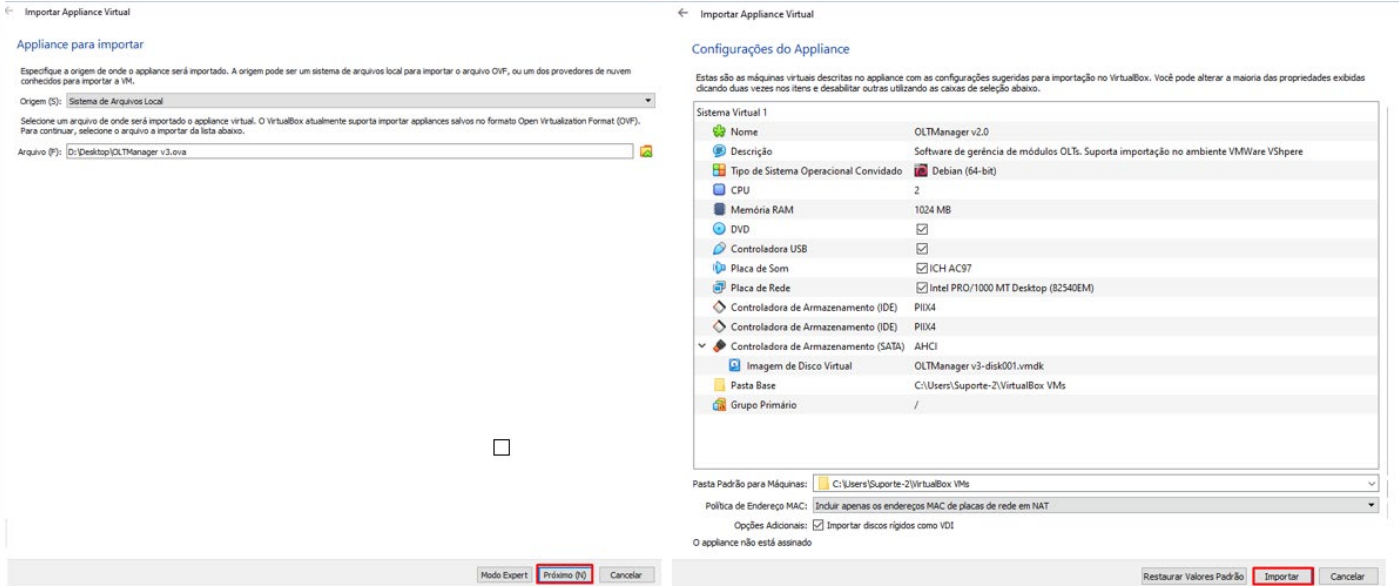 Importar Appliance Virtual
Appliance para importar
Especifique a origem de onde o appliance será importado. A origem pode ser um sistema de arquivos local para importar o arquivo OVF, ou um dos provedores de nuvem
conhecidos para importar a VM.
Origem (S): Sistema de Arquivos Local
Selecione um arquivo de onde será importado o appliance virtual. O VirtualBox atualmente suporta importar appliances salvos no formato Open Virtualization Format (OVF).
Para continuar, selecione o arquivo a importar da lista abaixo.
Arquivo (F): D:\Desktop\OLTManager v3.ova
Modo Expert Próximo (N) Cancelar
Importar Appliance Virtual
Configurações do Appliance
Estas são as máquinas virtuais descritas no appliance com as configurações sugeridas para importação no VirtualBox. Você pode alterar a maioria das propriedades exibidas
clicando duas vezes nos itens e desabilitar outras utilizando as caixas de seleção abaixo.
Sistema Virtual 1
Nome OLTManager v2.0
Descrição Software de gerência de módulos OLTs. Suporta importação no ambiente VMWare VShpere
Tipo de Sistema Operacional Convidado Debian (64-bit)
CPU 2
Memória RAM 1024 MB
DVD
Controladora USB
Placa de Som ICH AC97
Placa de Rede Intel PRO/1000 MT Desktop (82540EM)
Controladora de Armazenamento (IDE) PIIX4
Controladora de Armazenamento (IDE) PIIX4
Controladora de Armazenamento (SATA) AHCI
Imagem de Disco Virtual OLTManager v3-disk001.vmdk
Pasta Base C:\Users\Suporte-2\VirtualBox VMs
Grupo Primário /
Pasta Padrão para Máquinas: C:\Users\Suporte-2\VirtualBox VMs
Política de Endereço MAC: Incluir apenas os endereços MAC de placas de rede em NAT
Opções Adicionais: Importar discos rígidos como VDI
O appliance não está assinado
Restaurar Valores Padrão Importar Cancelar